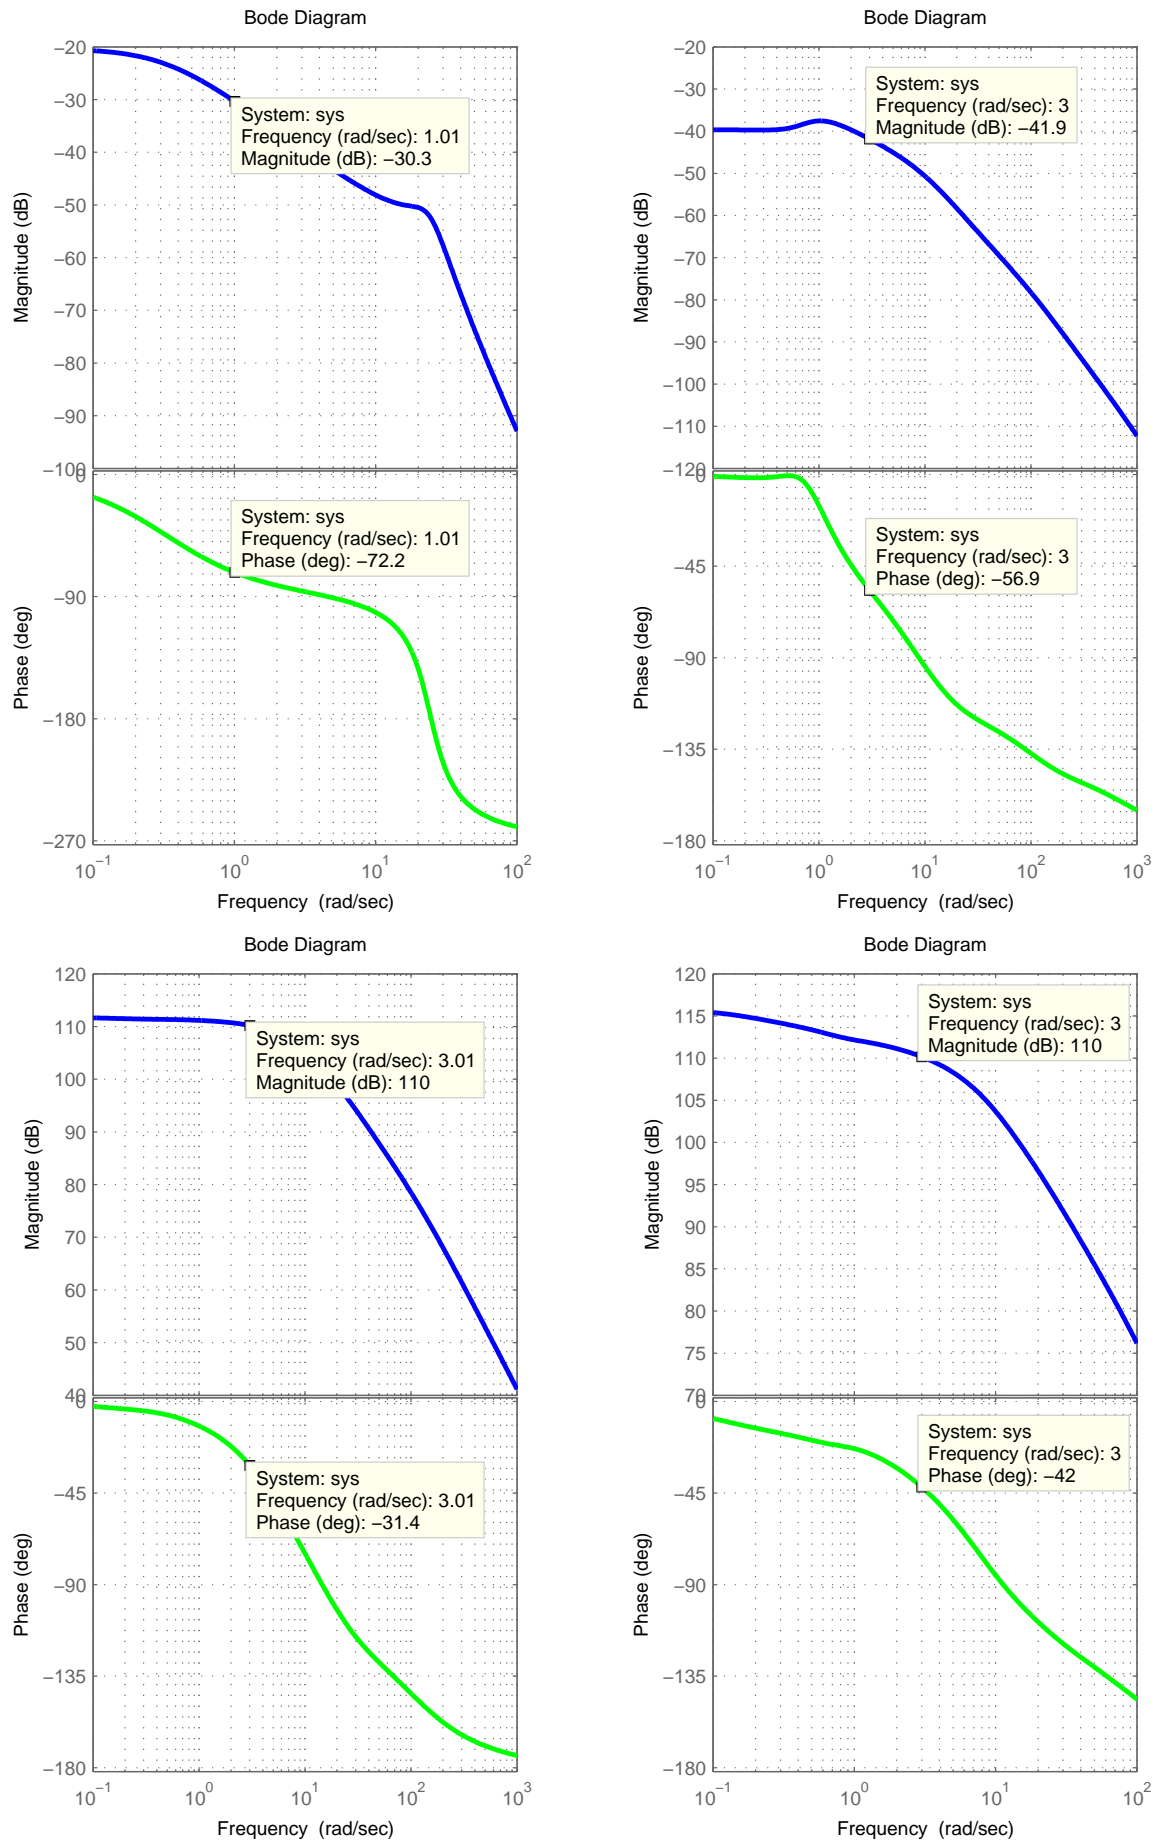 Bode Diagram
−20
−30
−40
−50
−60
−70
−80
−90
−100
Magnitude (dB)
System: sys
Frequency (rad/sec): 1.01
Magnitude (dB): −30.3
0
−90
−180
−270
Phase (deg)
System: sys
Frequency (rad/sec): 1.01
Phase (deg): −72.2
10^−1 10^0 10^1 10^2
Frequency (rad/sec)
Bode Diagram
−20
−30
−40
−50
−60
−70
−80
−90
−100
−110
−120
Magnitude (dB)
System: sys
Frequency (rad/sec): 3
Magnitude (dB): −41.9
0
−45
−90
−135
−180
Phase (deg)
System: sys
Frequency (rad/sec): 3
Phase (deg): −56.9
10^−1 10^0 10^1 10^2 10^3
Frequency (rad/sec)
Bode Diagram
120
110
100
90
80
70
60
50
40
Magnitude (dB)
System: sys
Frequency (rad/sec): 3.01
Magnitude (dB): 110
0
−45
−90
−135
−180
Phase (deg)
System: sys
Frequency (rad/sec): 3.01
Phase (deg): −31.4
10^−1 10^0 10^1 10^2 10^3
Frequency (rad/sec)
Bode Diagram
120
115
110
105
100
95
90
85
80
75
70
Magnitude (dB)
System: sys
Frequency (rad/sec): 3
Magnitude (dB): 110
0
−45
−90
−135
−180
Phase (deg)
System: sys
Frequency (rad/sec): 3
Phase (deg): −42
10^−1 10^0 10^1 10^2
Frequency (rad/sec)